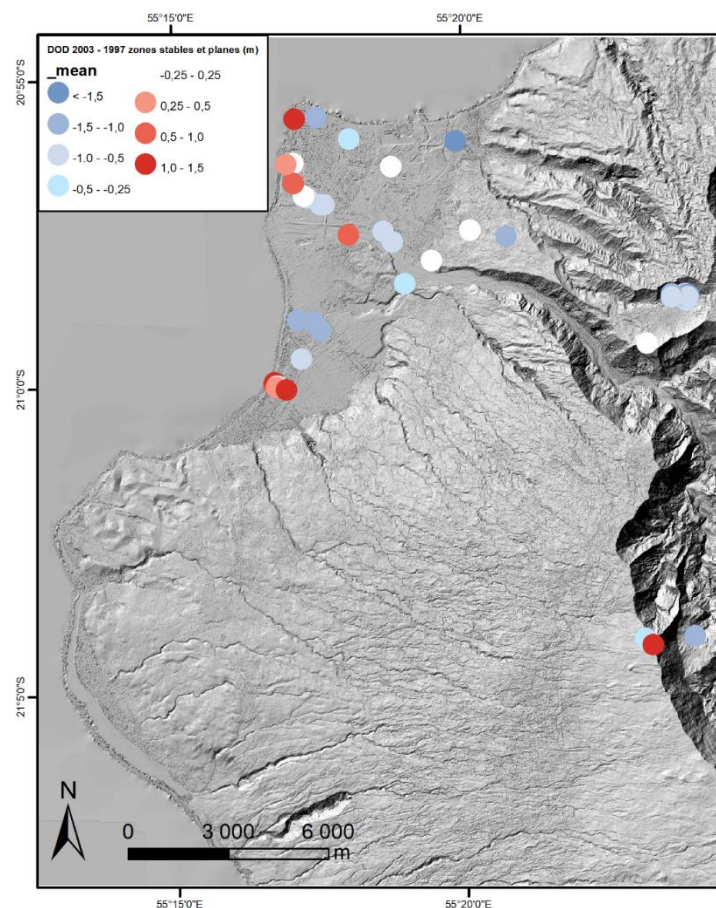 55°15'0"E 55°20'0"E
20°55'S
DOD 2003 - 1997 zones stables et planes (m)
_mean
< -1,5
-1,5 - -1,0
-1.0 - -0,5
-0,5 - -0,25
-0,25 - 0,25
0,25 - 0,5
0,5 - 1,0
1,0 - 1,5
21°0'S
21°5'S
N
0 3 000 6 000
m
55°15'0"E 55°20'0"E